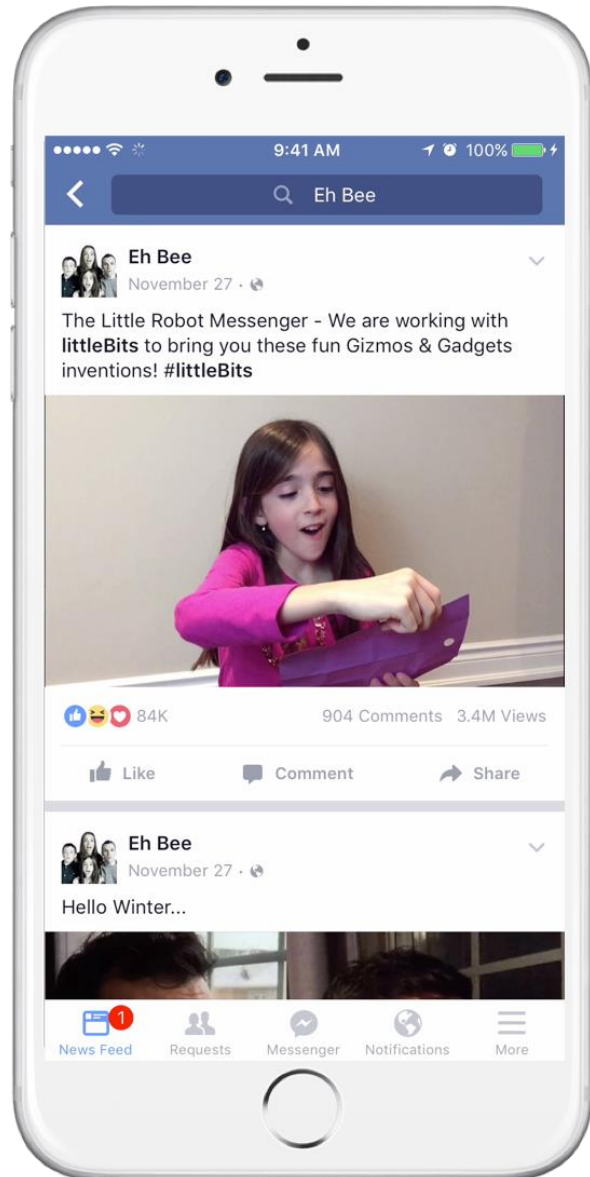 9:41 AM 100%
Eh Bee
Eh Bee
November 27 ·
The Little Robot Messenger - We are working with
littleBits to bring you these fun Gizmos & Gadgets
inventions! #littleBits
84K 904 Comments 3.4M Views
Like Comment Share
Eh Bee
November 27 ·
Hello Winter...
1
News Feed Requests Messenger Notifications More